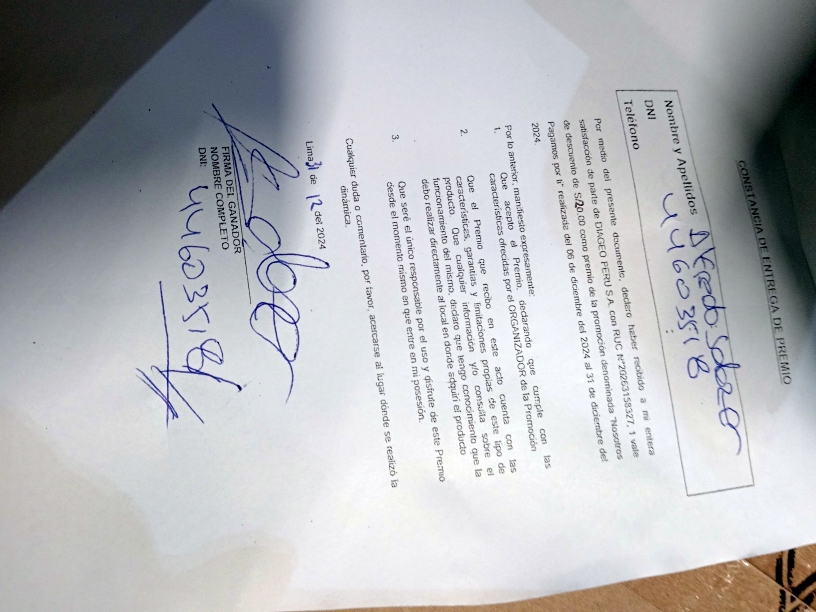 CONSTANCIA DE ENTREGA DE PREMIO
Nombre y Apellidos Alfredo Salazar
DNI 44603518
Teléfono
Por medio del presente documento, declaro haber recibido a mi entera
satisfacción de parte de DIAGEO PERU S.A. con RUC N°20263158327, 1 vale
de descuento de S/20.00 como premio de la promoción denominada "Nosotros
Pagamos por ti" realizada del 06 de diciembre del 2024 al 31 de diciembre del
2024.
Por lo anterior, manifiesto expresamente:
1. Que acepto el Premio, declarando que cumple con las
características ofrecidas por el ORGANIZADOR de la Promoción
2. Que el Premio que recibo en este acto cuenta con las
características, garantías y limitaciones propias de este tipo de
producto. Que cualquier información y/o consulta sobre el
funcionamiento del mismo, declaro que tengo conocimiento que la
debo realizar directamente al local en donde adquirí el producto
3. Que seré el único responsable por el uso y disfrute de este Premio
desde el momento mismo en que entre en mi posesión.
Cualquier duda o comentario, por favor, acercarse al lugar dónde se realizó la
dinámica.
Lima 31 de 12 del 2024
FIRMA DEL GANADOR
NOMBRE COMPLETO
DNI: 44603518